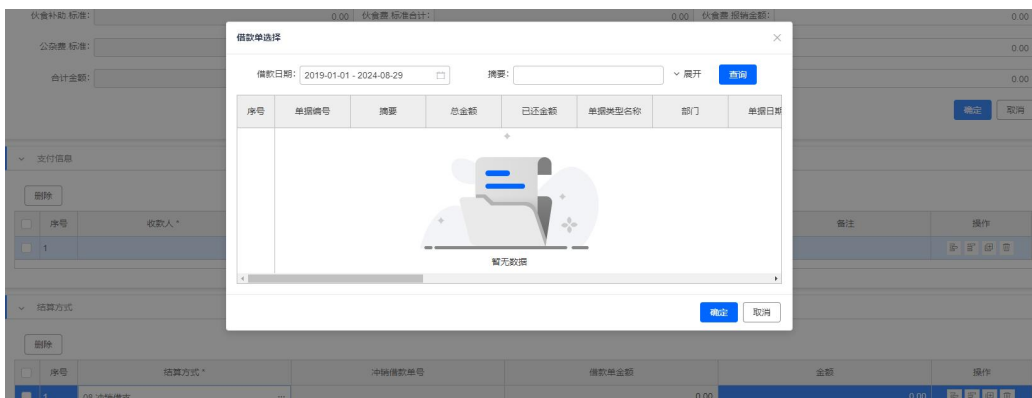 伙食补助 标准: 0.00 伙食费 标准合计: 0.00 伙食费 报销金额: 0.00
借款单选择
公杂费 标准: 0.00
借款日期: 2019-01-01 - 2024-08-29 摘要: 展开 查询
合计金额: 0.00
序号 单据编号 摘要 总金额 已还金额 单据类型名称 部门 单据日期
确定 取消
支付信息
删除
序号 收款人 * 备注 操作
1
暂无数据
结算方式
确定 取消
删除
序号 结算方式 * 冲销借款单号 借款单金额 金额 操作
1 98 冲销借支 ... 0.00 0.00